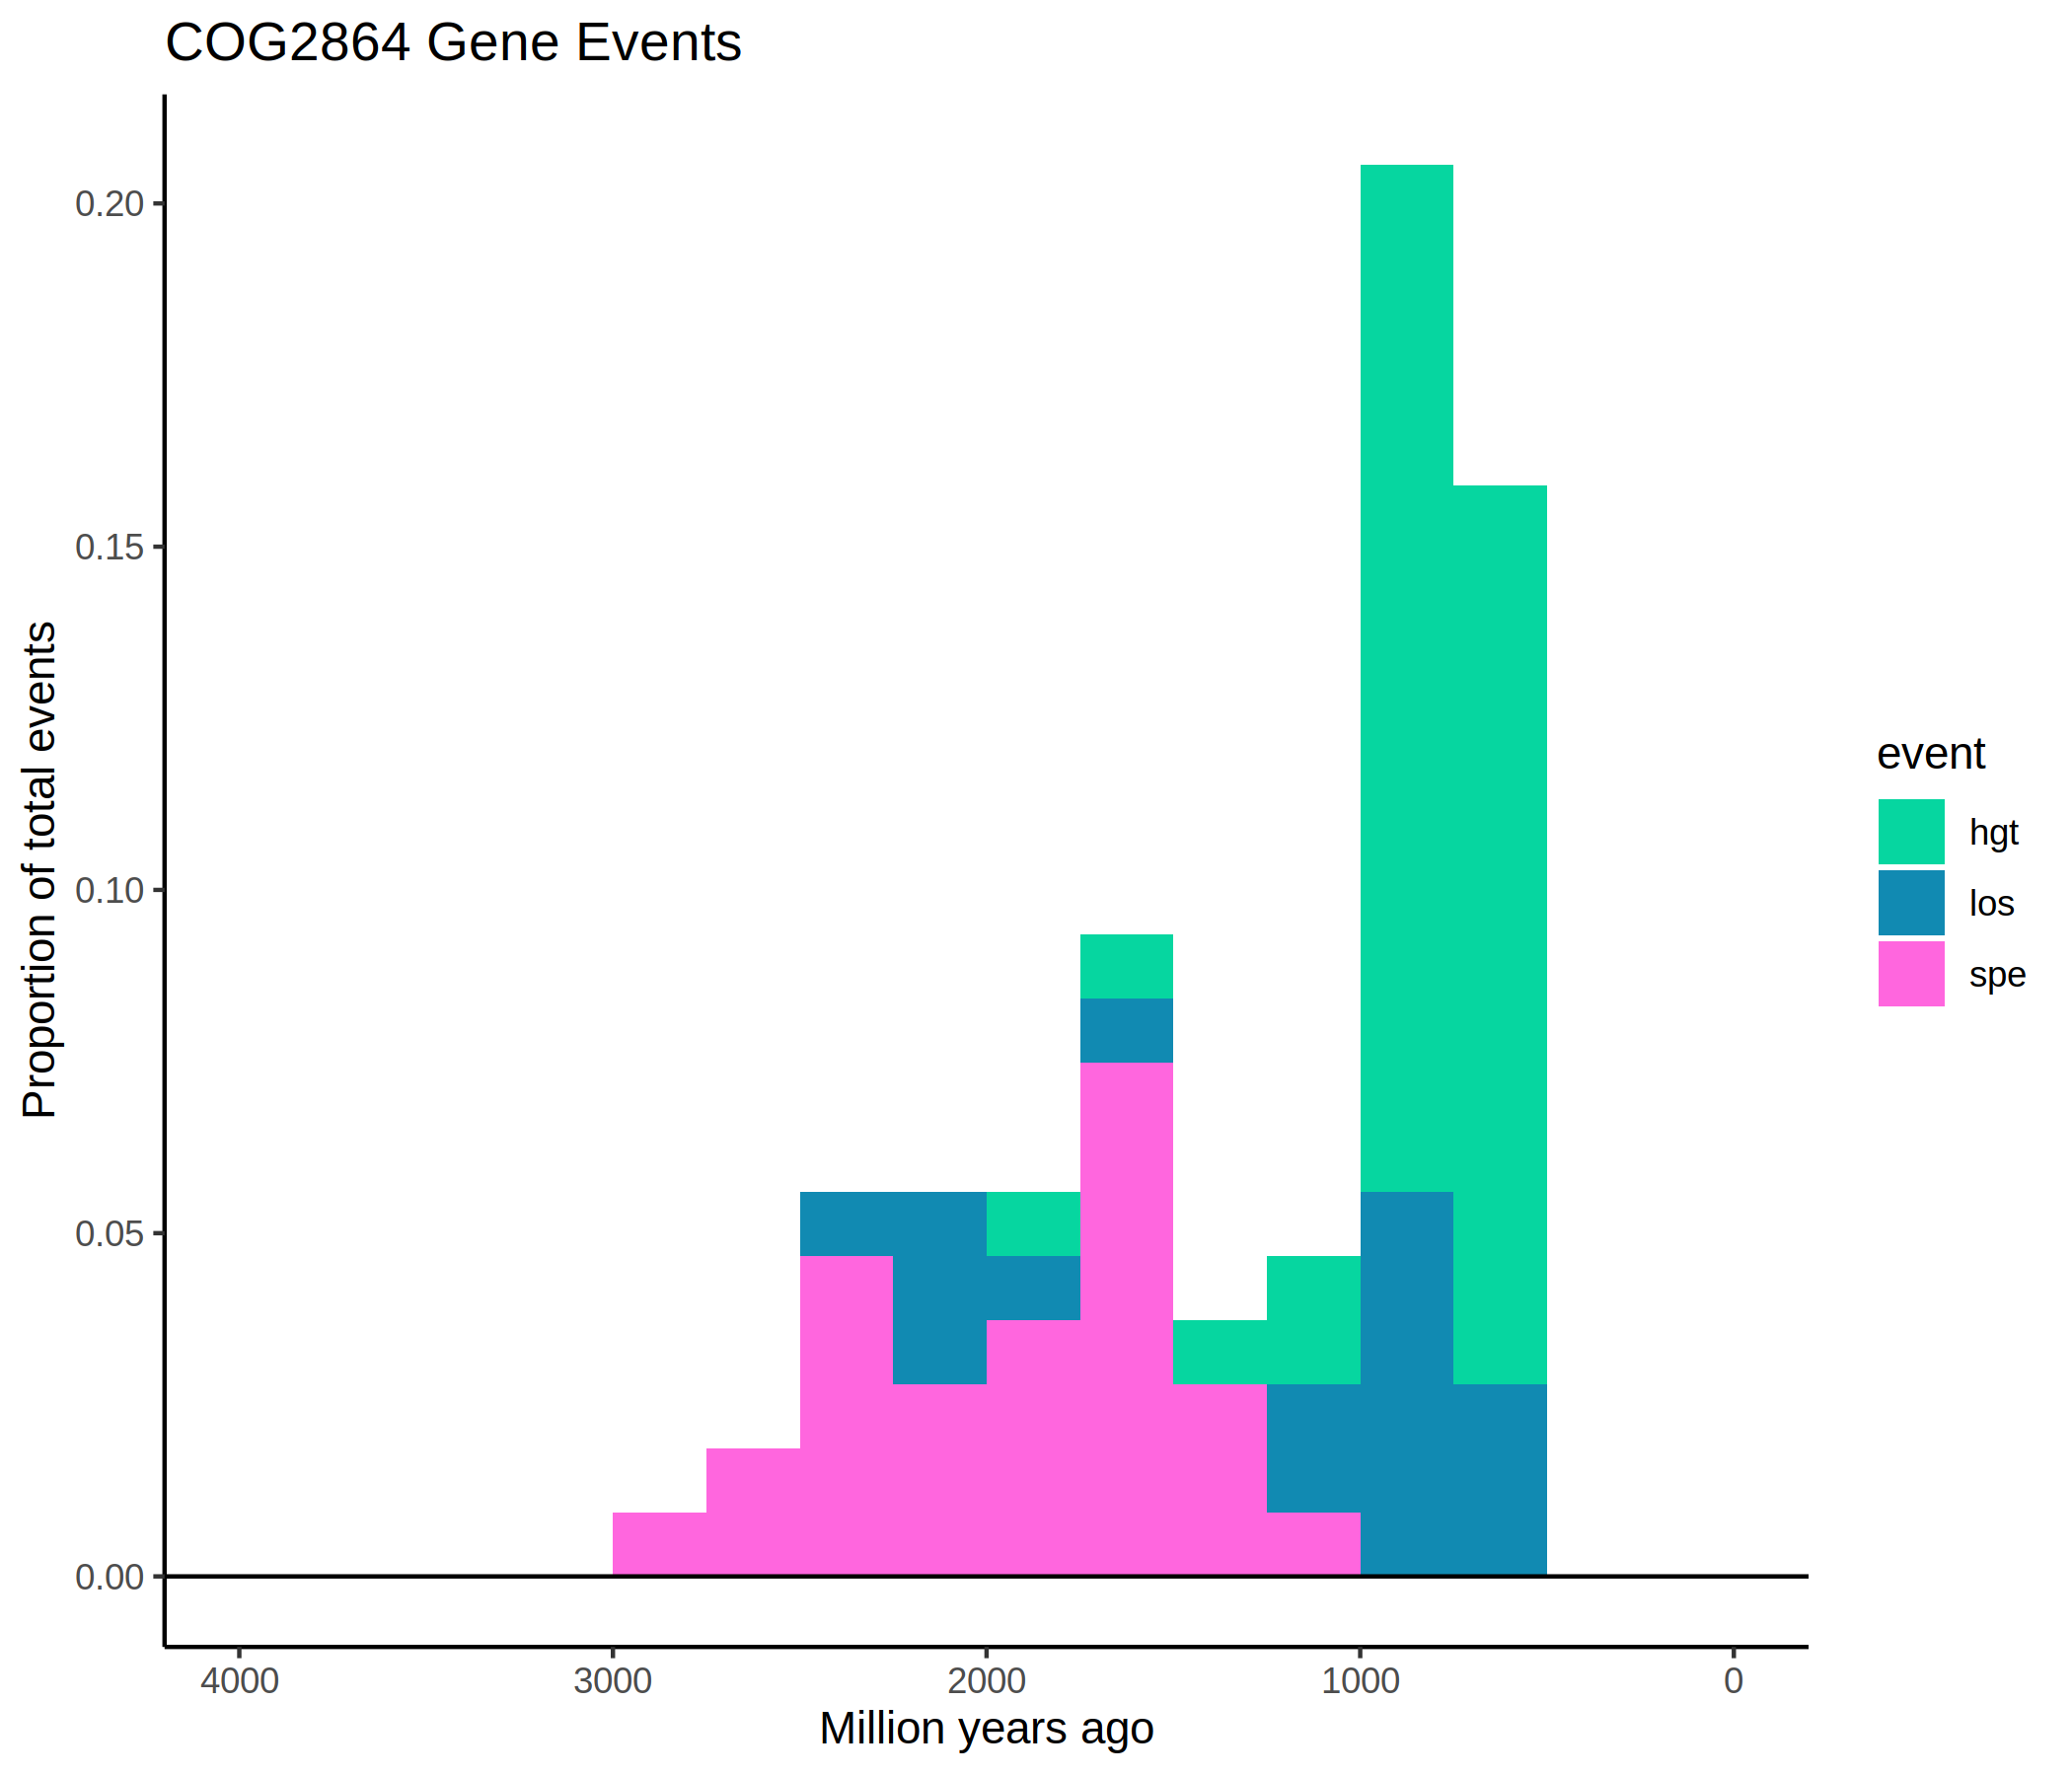 COG2864 Gene Events
Proportion of total events
0.20
0.15
0.10
0.05
0.00
4000 3000 2000 1000 0
Million years ago
event
hgt
los
spe